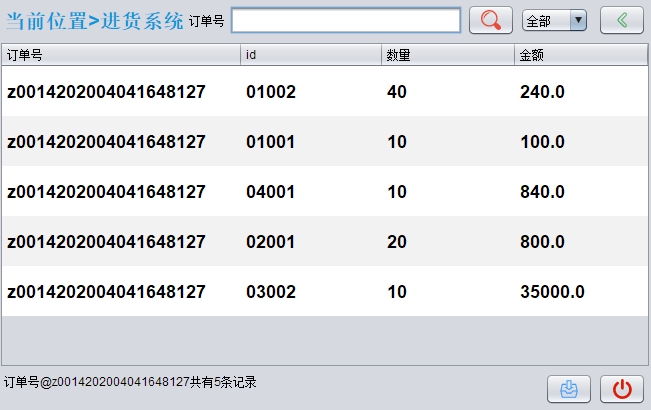 当前位置>进货系统 订单号 全部
订单号 id 数量 金额
z0014202004041648127 01002 40 240.0
z0014202004041648127 01001 10 100.0
z0014202004041648127 04001 10 840.0
z0014202004041648127 02001 20 800.0
z0014202004041648127 03002 10 35000.0
订单号@z0014202004041648127共有5条记录